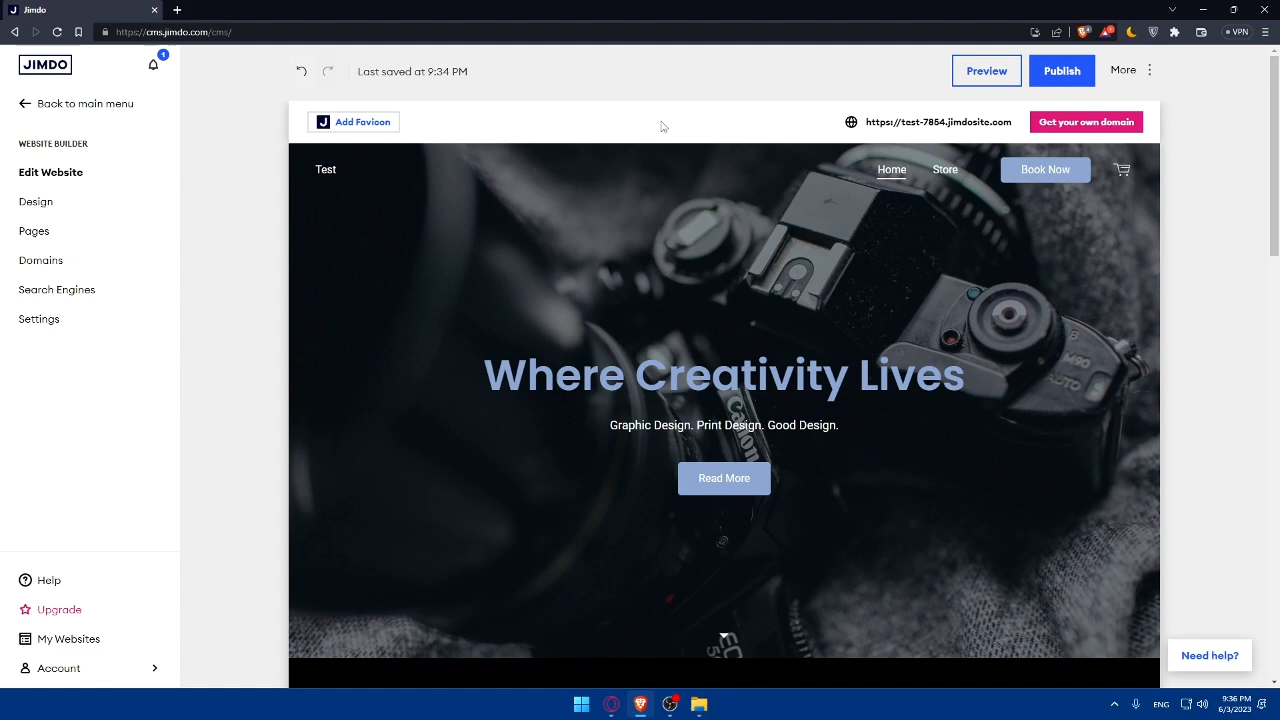 Jimdo
https://cms.jimdo.com/cms/
VPN
JIMDO
1
Last saved at 9:34 PM
Preview
Publish
More
Back to main menu
Add Favicon
https://test-7854.jimdosite.com
Get your own domain
WEBSITE BUILDER
Edit Website
Test
Home
Store
Book Now
Design
Pages
Domains
Search Engines
Settings
Where Creativity Lives
Graphic Design. Print Design. Good Design.
Canon
Read More
Help
Upgrade
My Websites
Account
Need help?
ENG
9:36 PM
6/3/2023